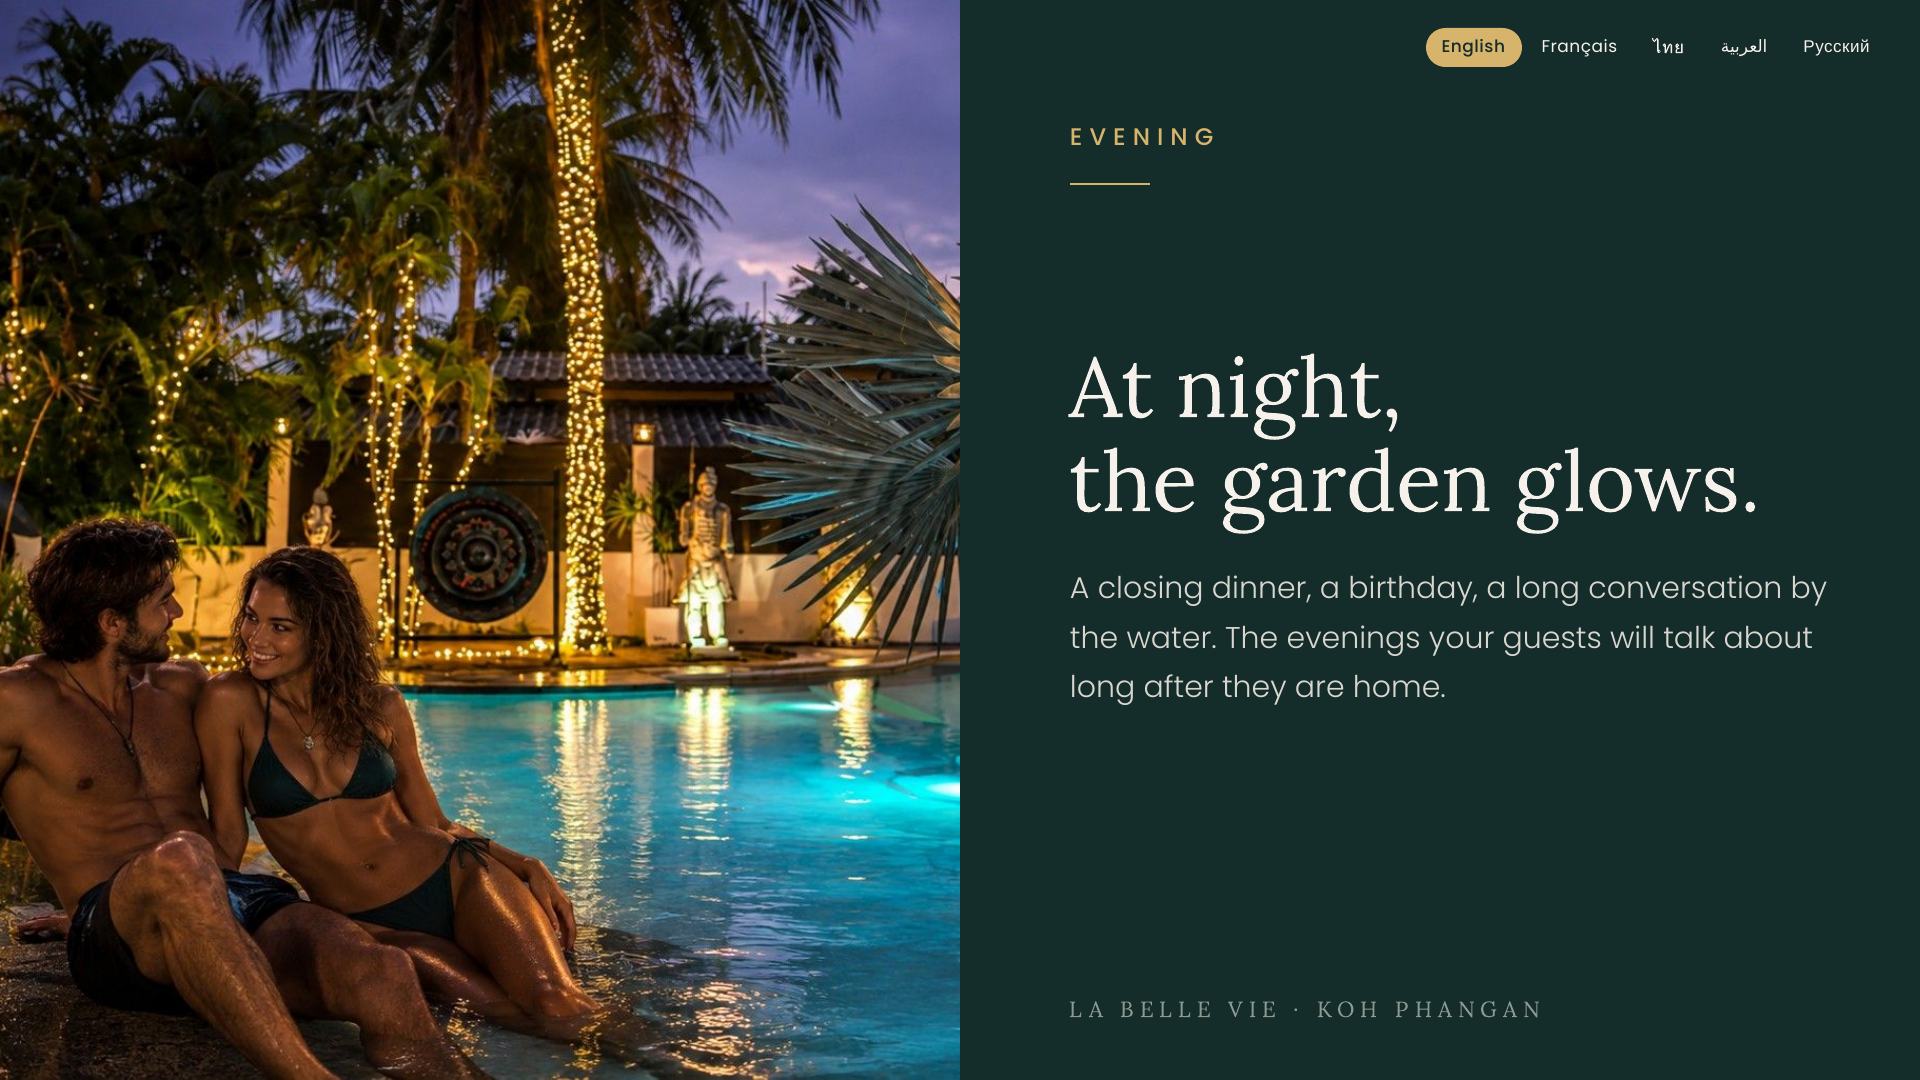 English Français ไทย العربية Русский
EVENING
At night,
the garden glows.
A closing dinner, a birthday, a long conversation by
the water. The evenings your guests will talk about
long after they are home.
LA BELLE VIE · KOH PHANGAN